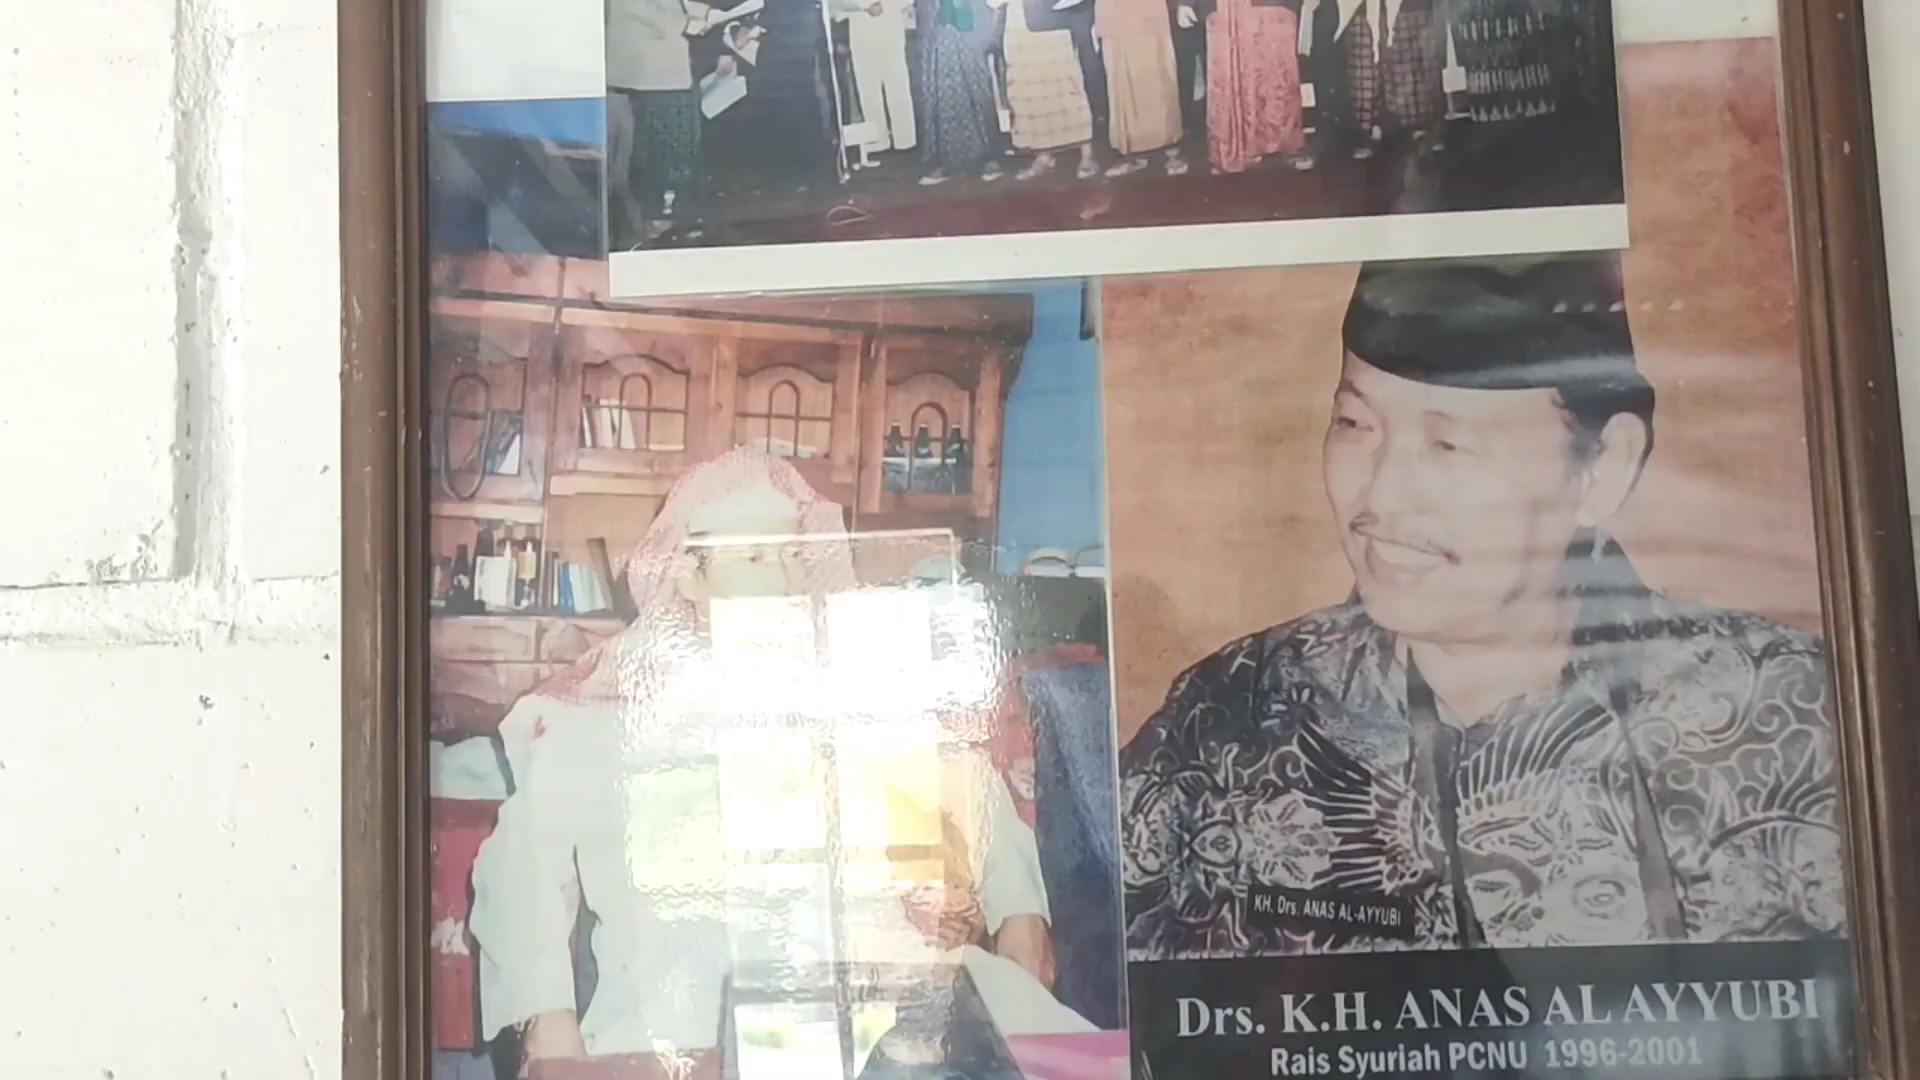 KH. Drs. ANAS AL-AYYUBI
Drs. K.H. ANAS AL AYYUBI
Rais Syuriah PCNU 1996-2001